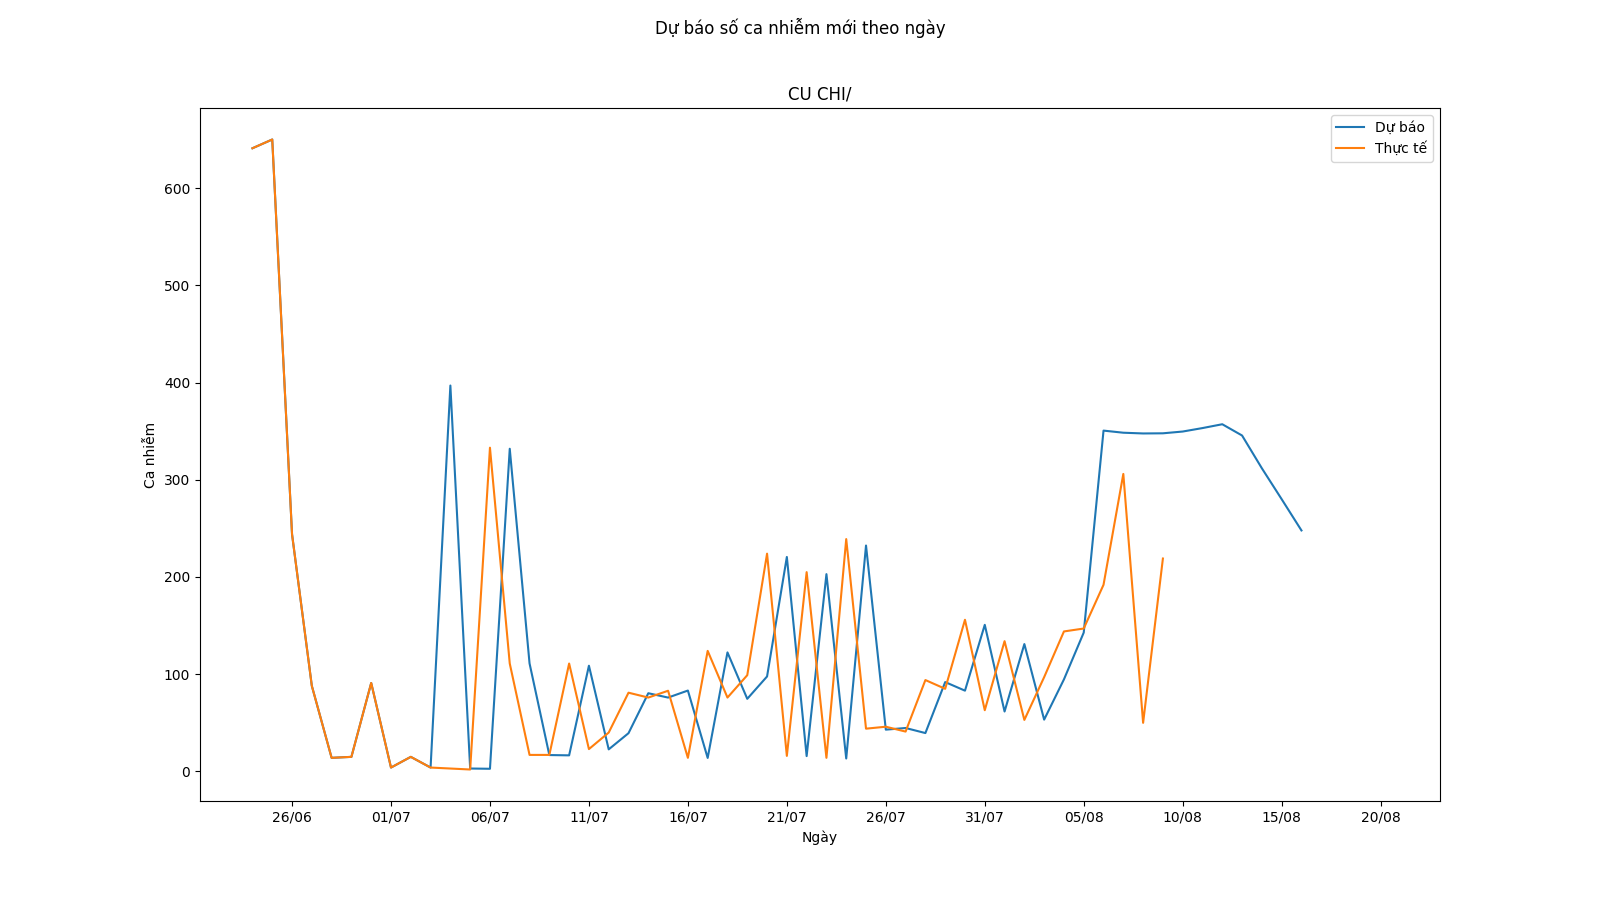 Dự báo số ca nhiễm mới theo ngày
CU CHI/
Dự báo
Thực tế
600
500
400
300
200
100
0
Ca nhiễm
26/06 01/07 06/07 11/07 16/07 21/07 26/07 31/07 05/08 10/08 15/08 20/08
Ngày